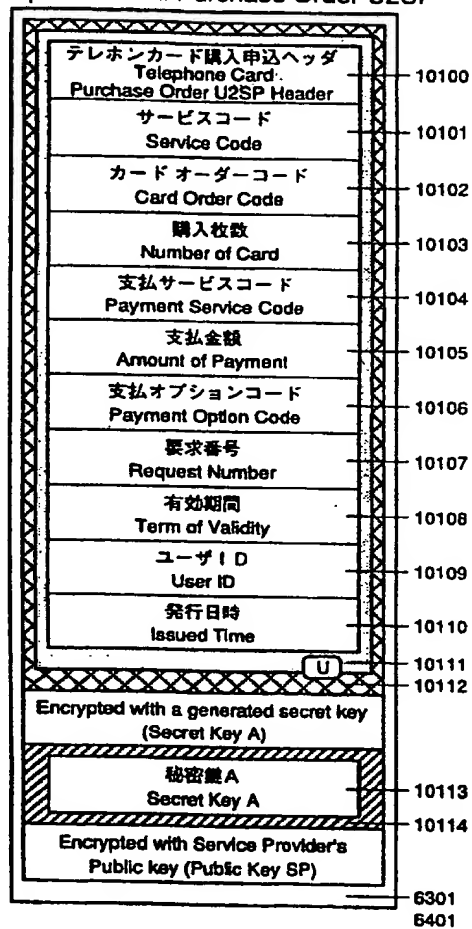 テレホンカード購入申込ヘッダ
Telephone Card
Purchase Order U2SP Header
10100
サービスコード
Service Code
10101
カード オーダーコード
Card Order Code
10102
購入枚数
Number of Card
10103
支払サービスコード
Payment Service Code
10104
支払金額
Amount of Payment
10105
支払オプションコード
Payment Option Code
10106
要求番号
Request Number
10107
有効期間
Term of Validity
10108
ユーザID
User ID
10109
発行日時
Issued Time
10110
U
10111
10112
Encrypted with a generated secret key
(Secret Key A)
秘密鍵A
Secret Key A
10113
10114
Encrypted with Service Provider's
Public key (Public Key SP)
6301
6401